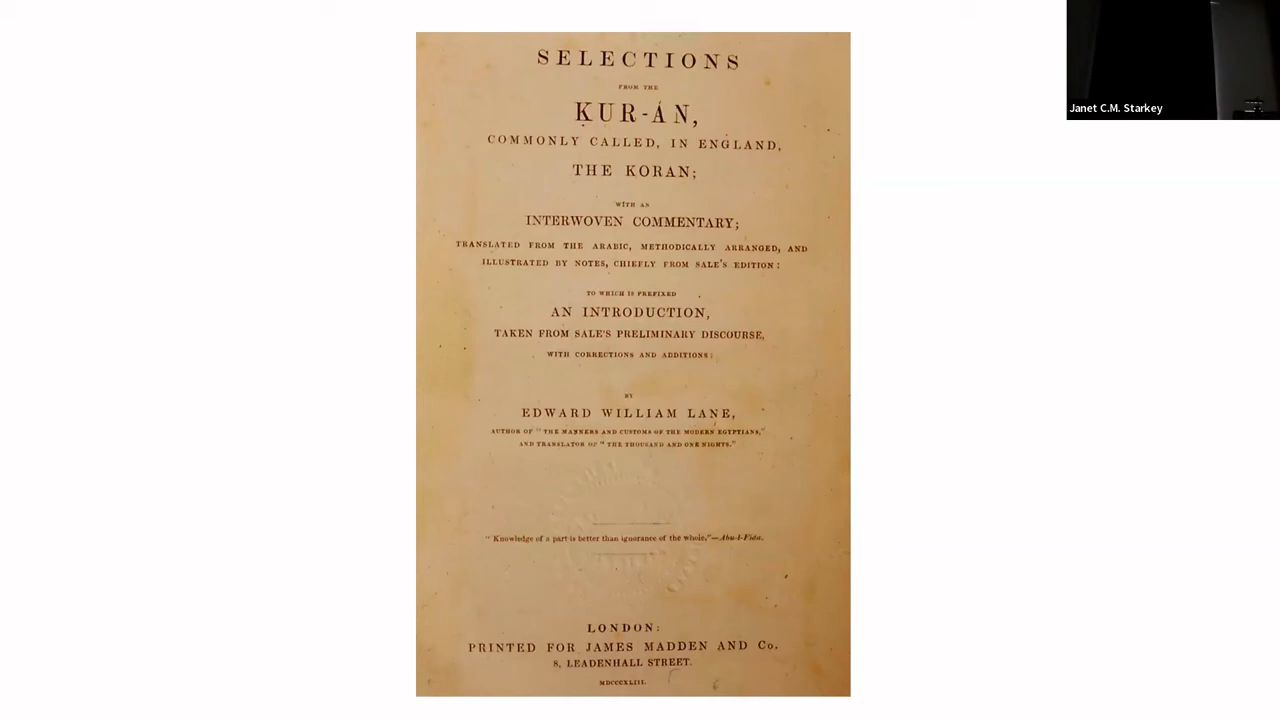 SELECTIONS
FROM THE
ḲUR-ÁN,
COMMONLY CALLED, IN ENGLAND,
THE KORAN;
WITH AN
INTERWOVEN COMMENTARY;
TRANSLATED FROM THE ARABIC, METHODICALLY ARRANGED, AND
ILLUSTRATED BY NOTES, CHIEFLY FROM SALE'S EDITION:
TO WHICH IS PREFIXED
AN INTRODUCTION,
TAKEN FROM SALE'S PRELIMINARY DISCOURSE,
WITH CORRECTIONS AND ADDITIONS:
BY
EDWARD WILLIAM LANE,
AUTHOR OF "THE MANNERS AND CUSTOMS OF THE MODERN EGYPTIANS,"
AND TRANSLATOR OF "THE THOUSAND AND ONE NIGHTS."
"Knowledge of a part is better than ignorance of the whole."—Abu-l-Fida.
LONDON:
PRINTED FOR JAMES MADDEN AND Co.
8, LEADENHALL STREET.
MDCCCXLIII.
Janet C.M. Starkey